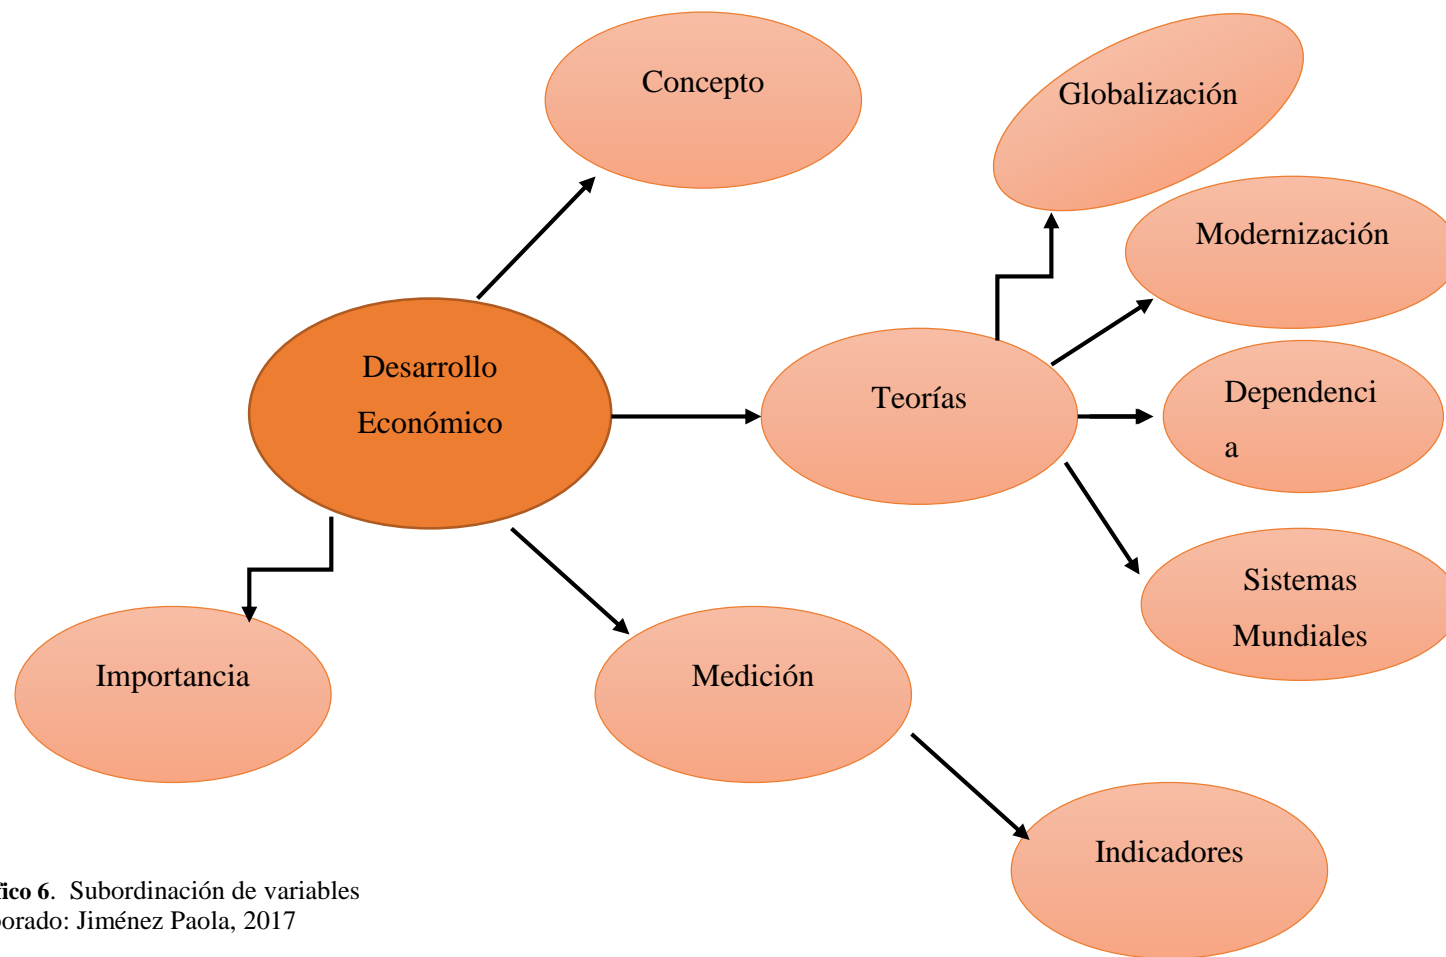 Concepto
Globalización
Modernización
Desarrollo
Económico
Teorías
Dependenci
a
Sistemas
Mundiales
Importancia
Medición
Indicadores
fico 6. Subordinación de variables
orado: Jiménez Paola, 2017